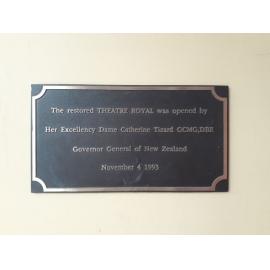 The restored THEATRE ROYAL was opened by
Her Excellency Dame Catherine Tizard GCMG,DBE
Governor General of New Zealand
November 4 1993